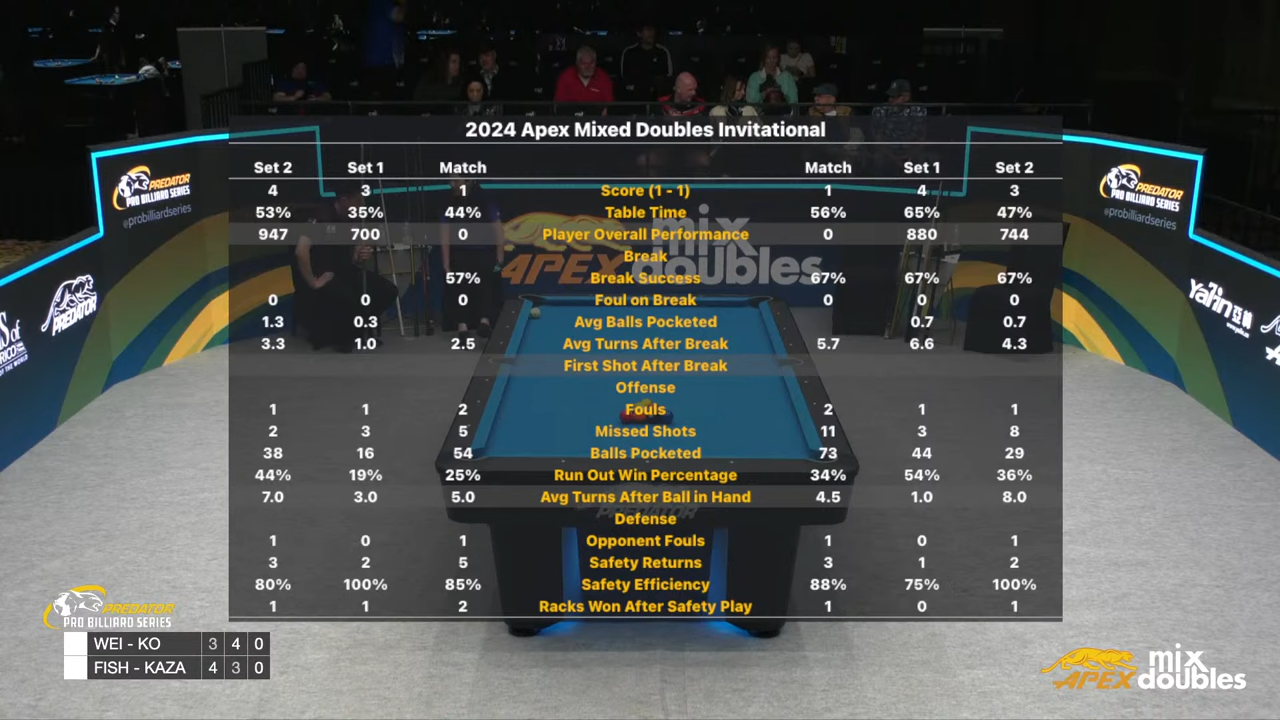 2024 Apex Mixed Doubles Invitational
Set 2 Set 1 Match Match Set 1 Set 2
4 3 1 Score (1 - 1) 1 4 3
53% 35% 44% Table Time 56% 65% 47%
947 700 0 Player Overall Performance 0 880 744
Break
57% Break Success 67% 67% 67%
0 0 0 Foul on Break 0 0 0
1.3 0.3 Avg Balls Pocketed 0.7 0.7
3.3 1.0 2.5 Avg Turns After Break 5.7 6.6 4.3
First Shot After Break
Offense
1 1 2 Fouls 2 1 1
2 3 5 Missed Shots 11 3 8
38 16 54 Balls Pocketed 73 44 29
44% 19% 25% Run Out Win Percentage 34% 54% 36%
7.0 3.0 5.0 Avg Turns After Ball in Hand 4.5 1.0 8.0
Defense
1 0 1 Opponent Fouls 1 0 1
3 2 5 Safety Returns 3 1 2
80% 100% 85% Safety Efficiency 88% 75% 100%
1 1 2 Racks Won After Safety Play 1 0 1
PREDATOR
PRO BILLIARD SERIES
@probilliardseries
PREDATOR
APEX mix
doubles
PREDATOR
PRO BILLIARD SERIES
@probilliardseries
Yalin 亞林
PREDATOR
PREDATOR
PRO BILLIARD SERIES
WEI - KO 3 4 0
FISH - KAZA 4 3 0
APEX mix
doubles